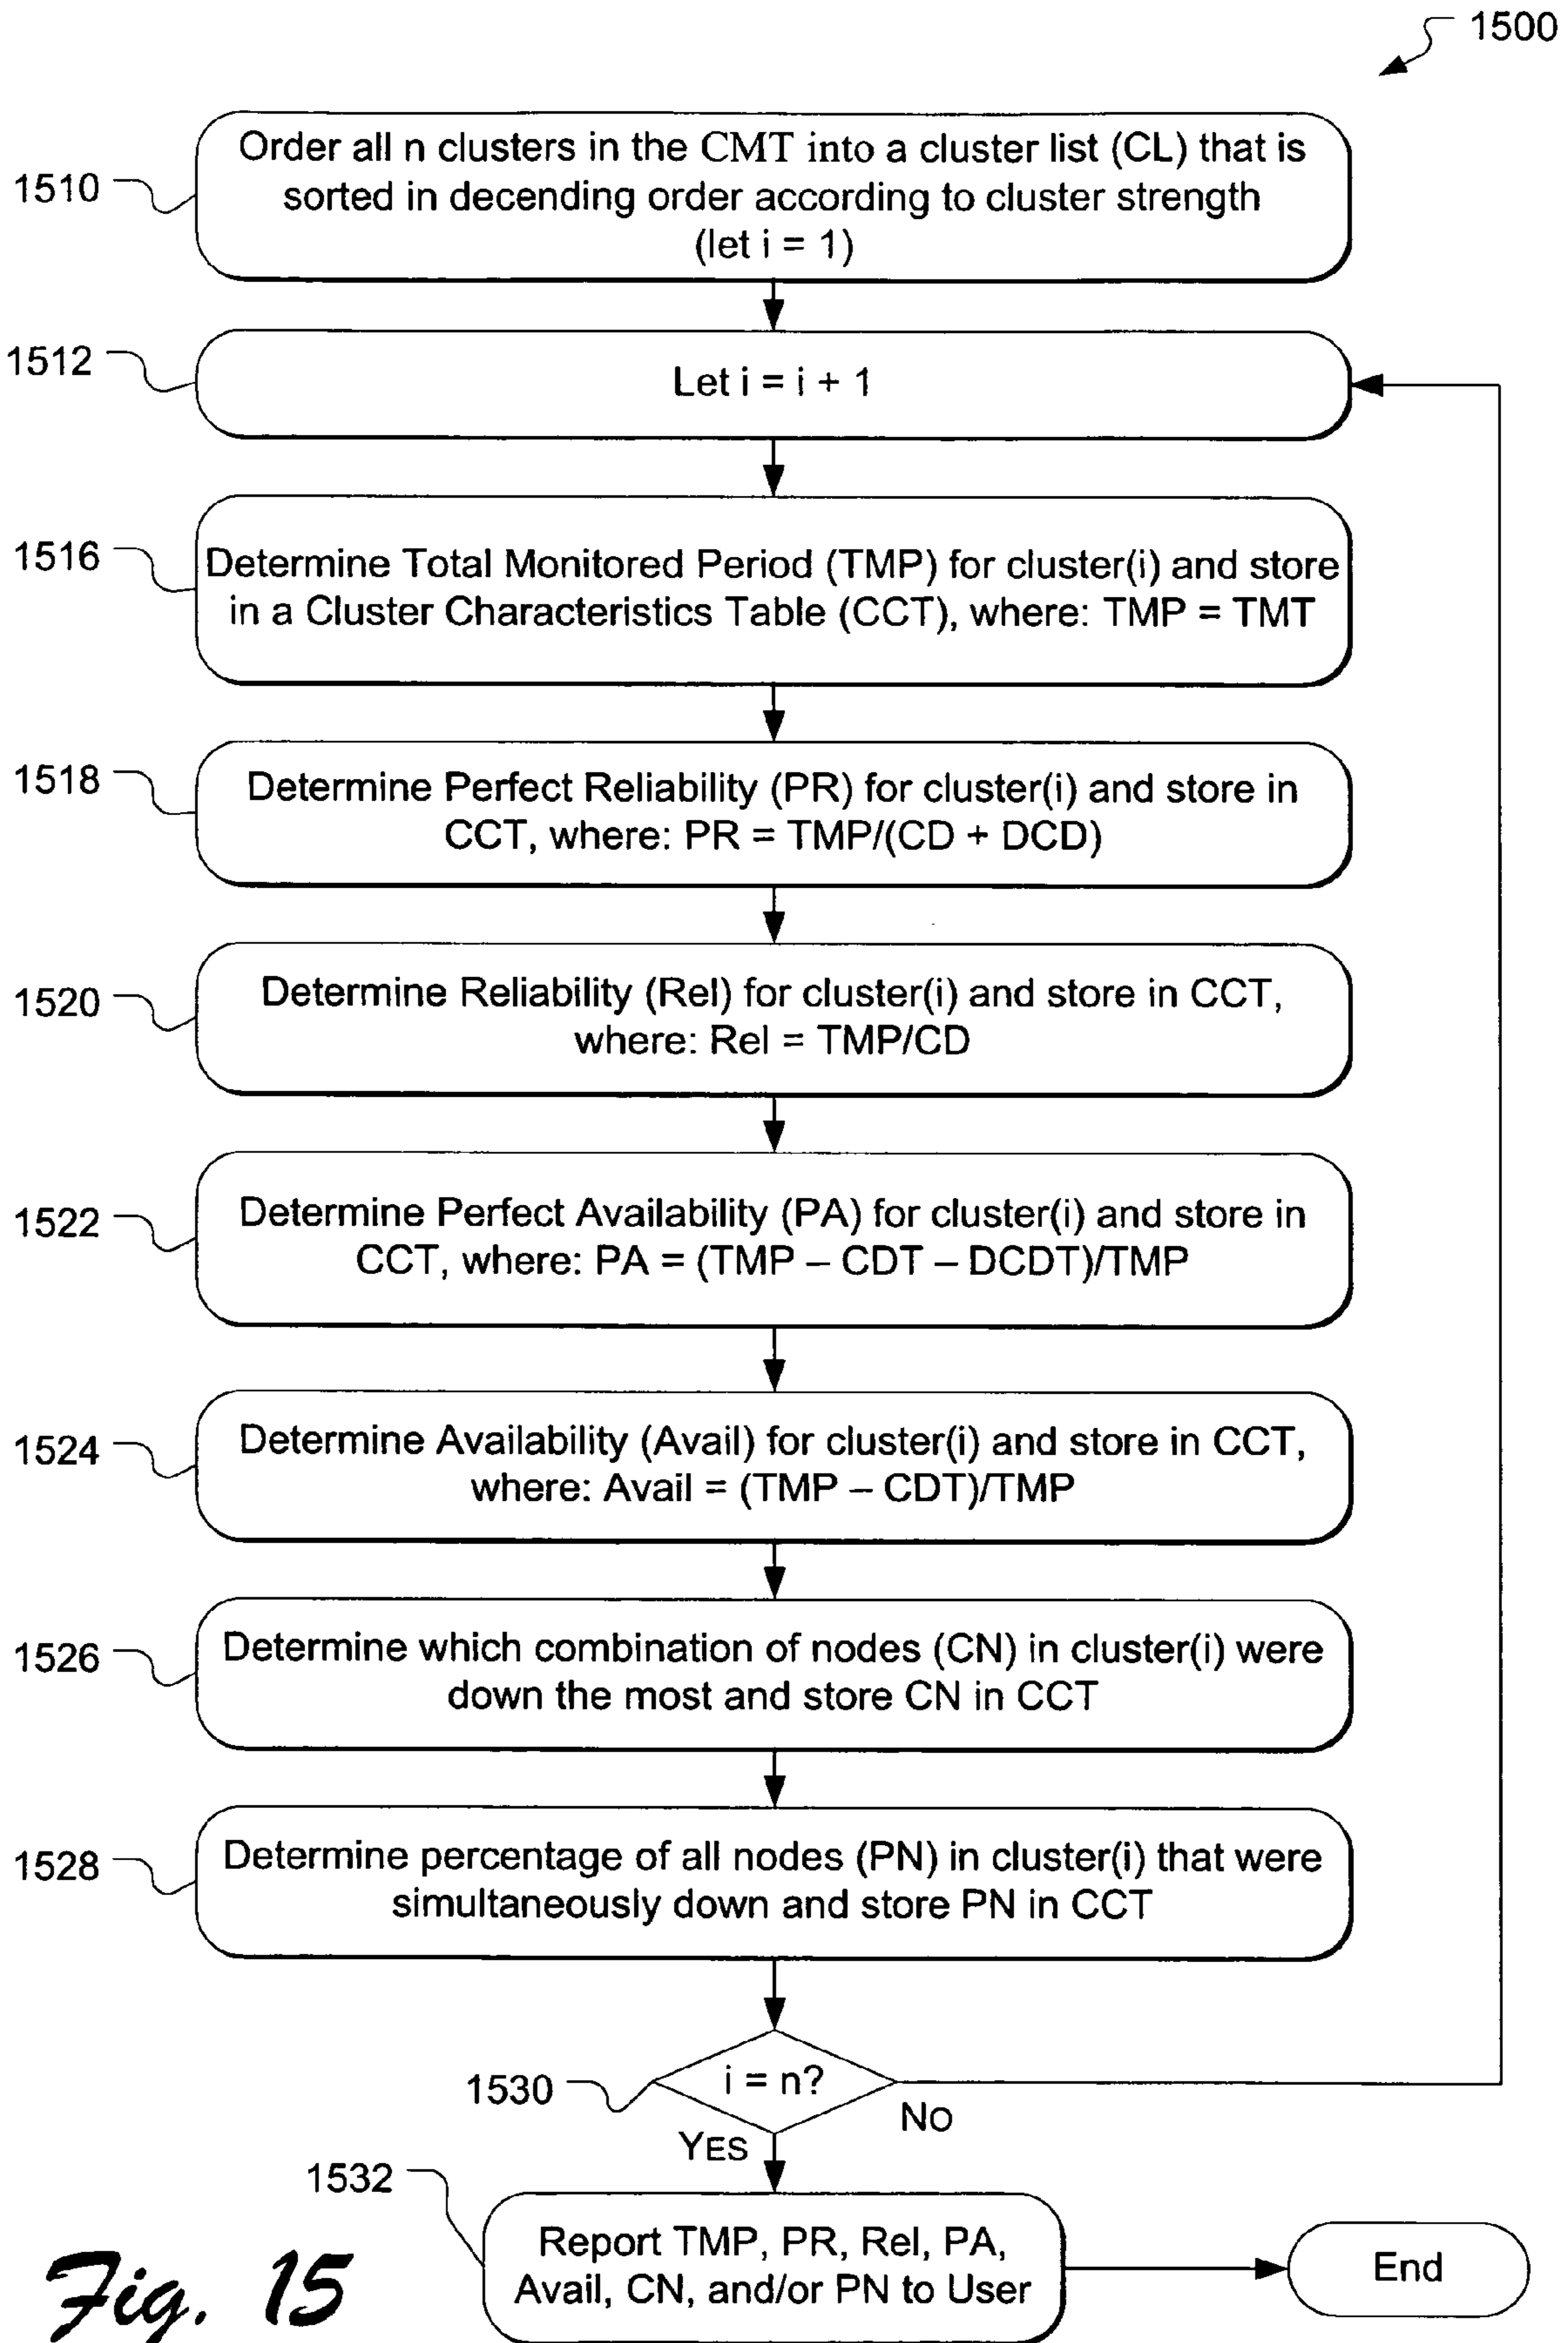 1500
1510
Order all n clusters in the CMT into a cluster list (CL) that is
sorted in decending order according to cluster strength
(let i = 1)
1512
Let i = i + 1
1516
Determine Total Monitored Period (TMP) for cluster(i) and store
in a Cluster Characteristics Table (CCT), where: TMP = TMT
1518
Determine Perfect Reliability (PR) for cluster(i) and store in
CCT, where: PR = TMP/(CD + DCD)
1520
Determine Reliability (Rel) for cluster(i) and store in CCT,
where: Rel = TMP/CD
1522
Determine Perfect Availability (PA) for cluster(i) and store in
CCT, where: PA = (TMP – CDT – DCDT)/TMP
1524
Determine Availability (Avail) for cluster(i) and store in CCT,
where: Avail = (TMP – CDT)/TMP
1526
Determine which combination of nodes (CN) in cluster(i) were
down the most and store CN in CCT
1528
Determine percentage of all nodes (PN) in cluster(i) that were
simultaneously down and store PN in CCT
1530
i = n?
NO
YES
1532
Report TMP, PR, Rel, PA,
Avail, CN, and/or PN to User
End
Fig. 15